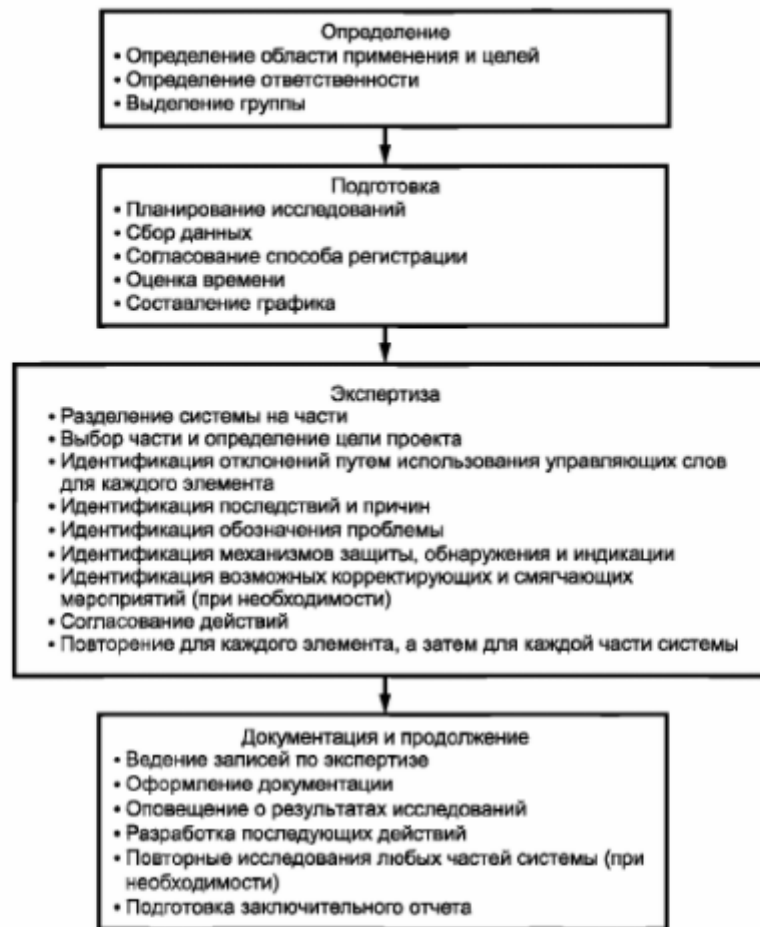 Определение
• Определение области применения и целей
• Определение ответственности
• Выделение группы
Подготовка
• Планирование исследований
• Сбор данных
• Согласование способа регистрации
• Оценка времени
• Составление графика
Экспертиза
• Разделение системы на части
• Выбор части и определение цели проекта
• Идентификация отклонений путем использования управляющих слов
для каждого элемента
• Идентификация последствий и причин
• Идентификация обозначения проблемы
• Идентификация механизмов защиты, обнаружения и индикации
• Идентификация возможных корректирующих и смягчающих
мероприятий (при необходимости)
• Согласование действий
• Повторение для каждого элемента, а затем для каждой части системы
Документация и продолжение
• Ведение записей по экспертизе
• Оформление документации
• Оповещение о результатах исследований
• Разработка последующих действий
• Повторные исследования любых частей системы (при
необходимости)
• Подготовка заключительного отчета